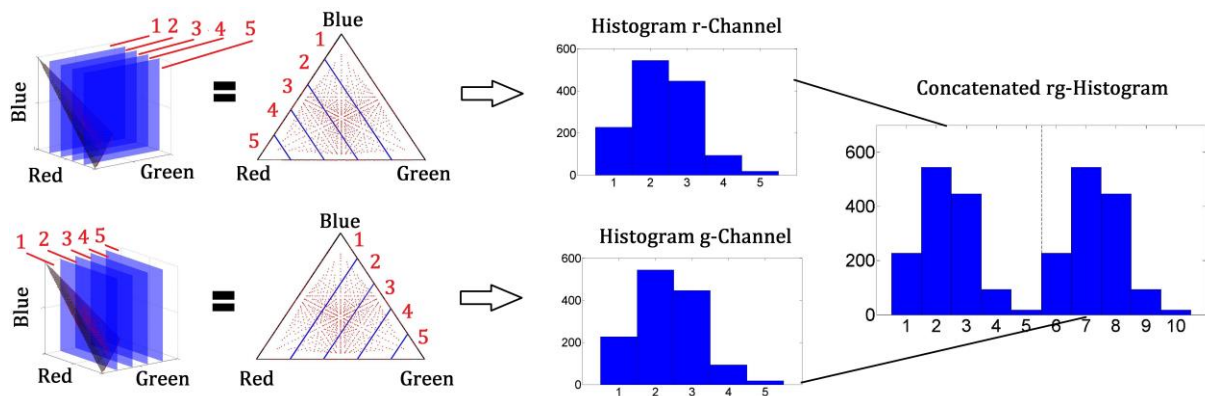 1 2 3 4 5
Blue
Red
Green
=
Blue
1
2
3
4
5
Red
Green
Histogram r-Channel
600
400
200
0
1 2 3 4 5
Concatenated rg-Histogram
600
400
200
0
1 2 3 4 5 6 7 8 9 10
1 2 3 4 5
Blue
Red
Green
=
Blue
1
2
3
4
5
Red
Green
Histogram g-Channel
600
400
200
0
1 2 3 4 5